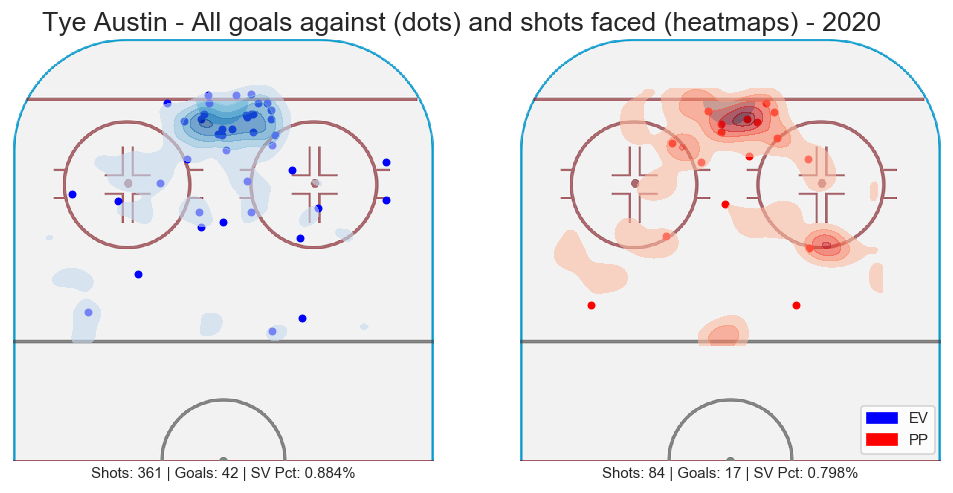 Tye Austin - All goals against (dots) and shots faced (heatmaps) - 2020
EV
PP
Shots: 361 | Goals: 42 | SV Pct: 0.884%
Shots: 84 | Goals: 17 | SV Pct: 0.798%